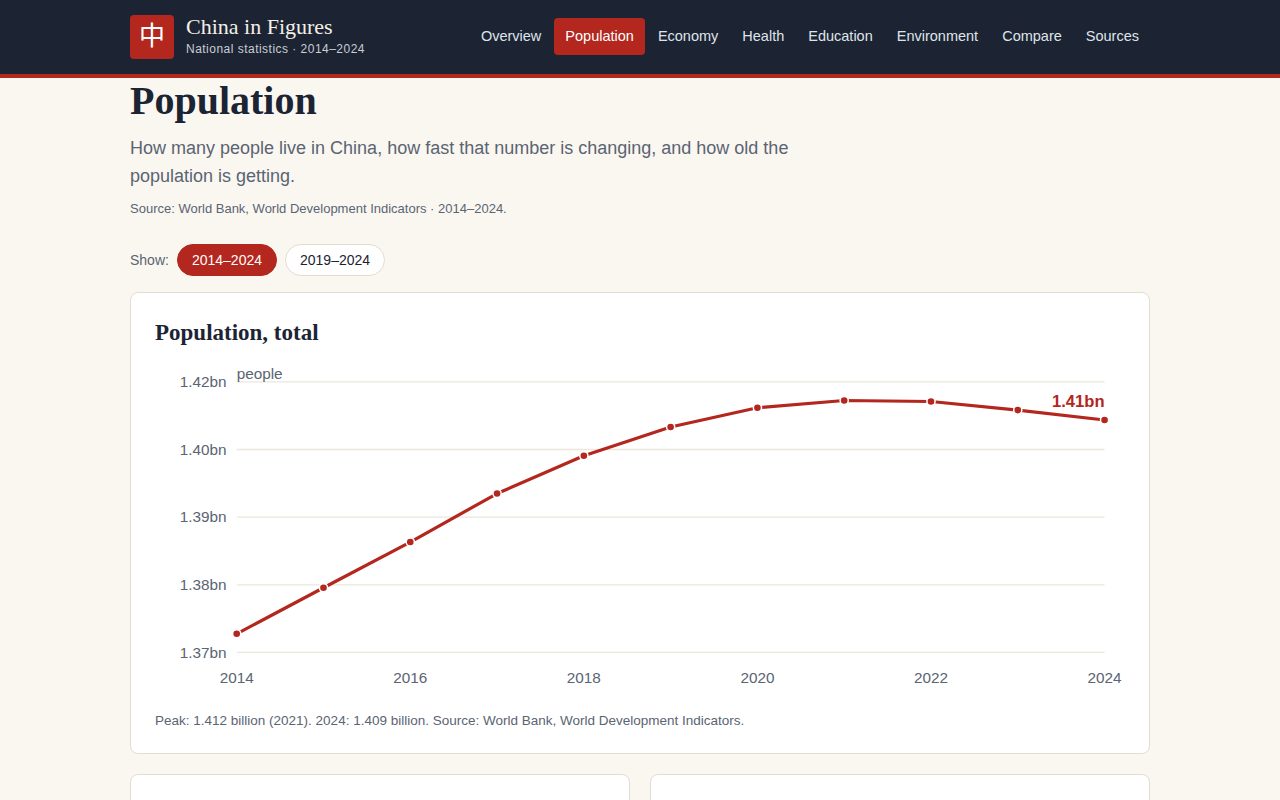 中
China in Figures
National statistics · 2014–2024
Overview
Population
Economy
Health
Education
Environment
Compare
Sources
Population
How many people live in China, how fast that number is changing, and how old the
population is getting.
Source: World Bank, World Development Indicators · 2014–2024.
Show:
2014–2024
2019–2024
Population, total
people
1.42bn
1.41bn
1.40bn
1.39bn
1.38bn
1.37bn
2014
2016
2018
2020
2022
2024
Peak: 1.412 billion (2021). 2024: 1.409 billion. Source: World Bank, World Development Indicators.